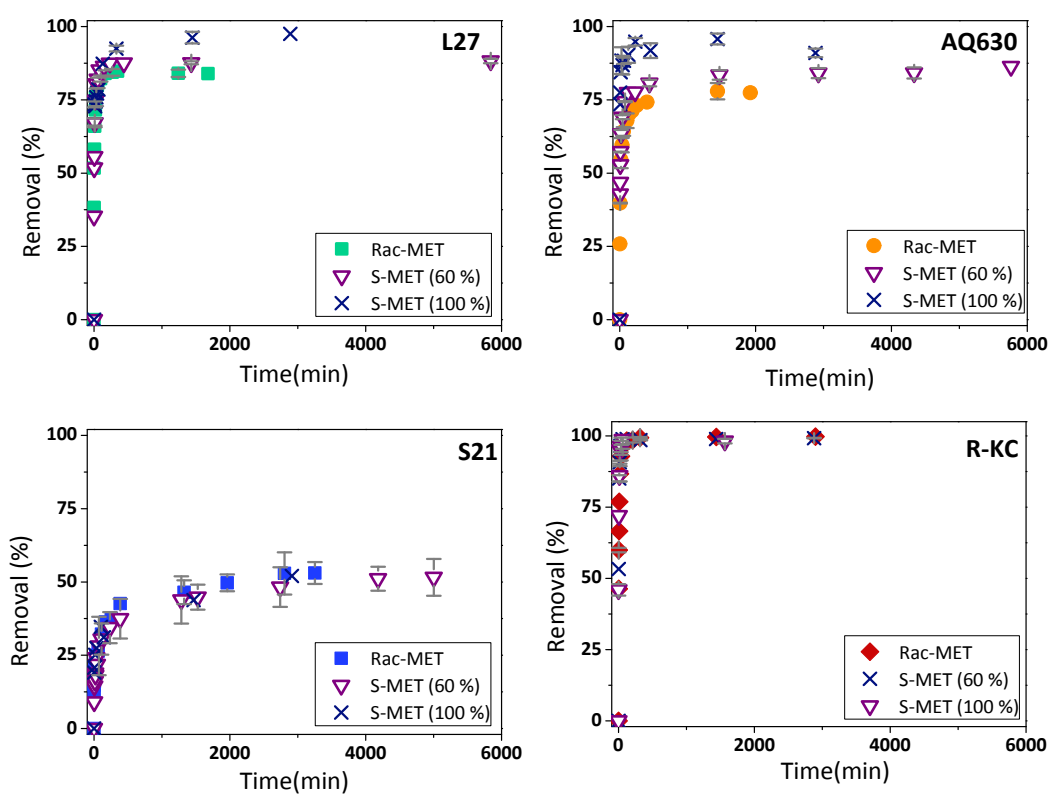 L27
Removal (%)
100
75
50
25
0
Rac-MET
S-MET (60 %)
S-MET (100 %)
0 2000 4000 6000
Time(min)
AQ630
Removal (%)
100
75
50
25
0
Rac-MET
S-MET (60 %)
S-MET (100 %)
0 2000 4000 6000
Time(min)
S21
Removal (%)
100
75
50
25
0
Rac-MET
S-MET (60 %)
S-MET (100 %)
0 2000 4000 6000
Time(min)
R-KC
Removal (%)
100
75
50
25
0
Rac-MET
S-MET (60 %)
S-MET (100 %)
0 2000 4000 6000
Time(min)